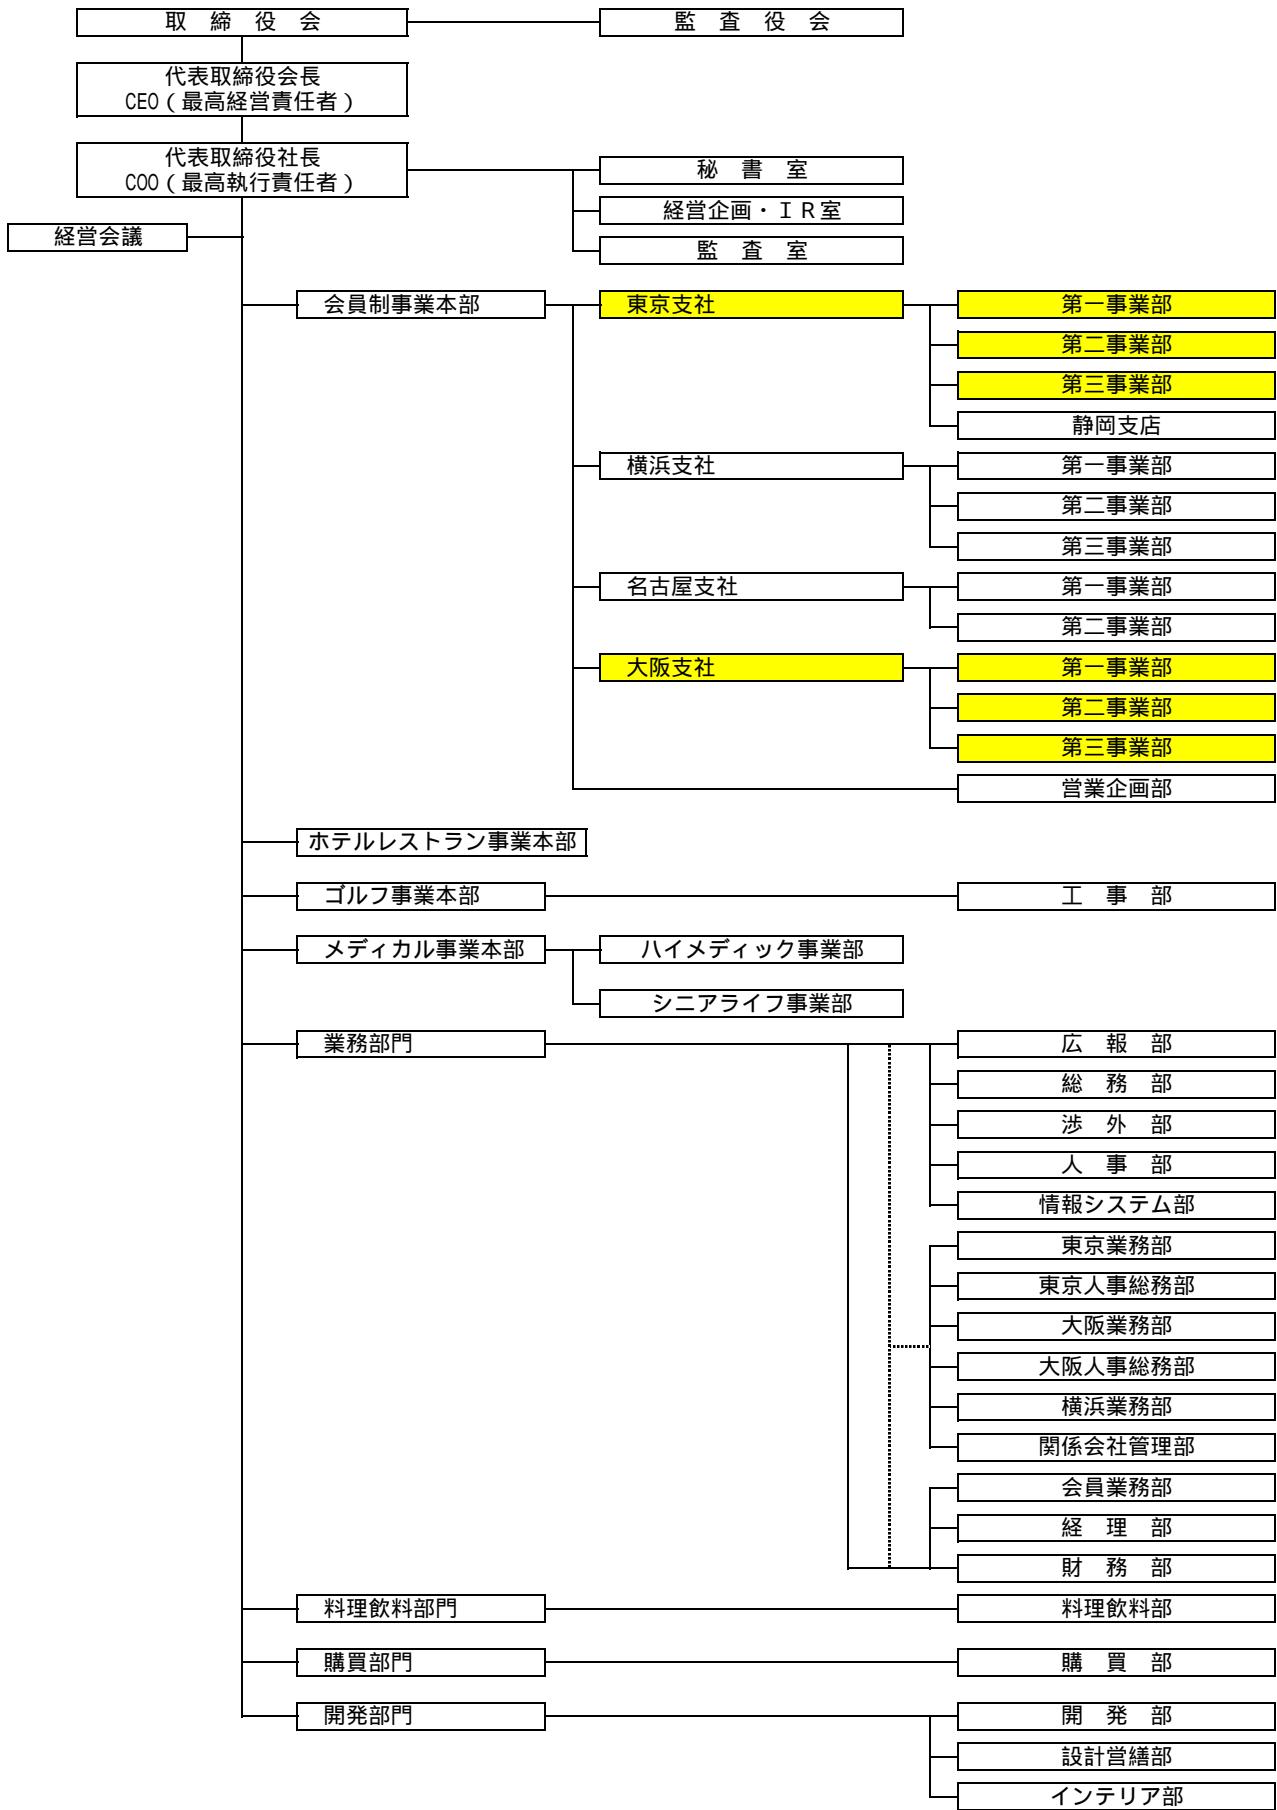 取　締　役　会
監　査　役　会
代表取締役会長
CEO（最高経営責任者）
代表取締役社長
COO（最高執行責任者）
秘　書　室
経営企画・ＩＲ室
監　査　室
経営会議
会員制事業本部
東京支社
第一事業部
第二事業部
第三事業部
静岡支店
横浜支社
第一事業部
第二事業部
第三事業部
名古屋支社
第一事業部
第二事業部
大阪支社
第一事業部
第二事業部
第三事業部
営業企画部
ホテルレストラン事業本部
ゴルフ事業本部
工　事　部
メディカル事業本部
ハイメディック事業部
シニアライフ事業部
業務部門
広　報　部
総　務　部
渉　外　部
人　事　部
情報システム部
東京業務部
東京人事総務部
大阪業務部
大阪人事総務部
横浜業務部
関係会社管理部
会員業務部
経　理　部
財　務　部
料理飲料部門
料理飲料部
購買部門
購　買　部
開発部門
開　発　部
設計営繕部
インテリア部